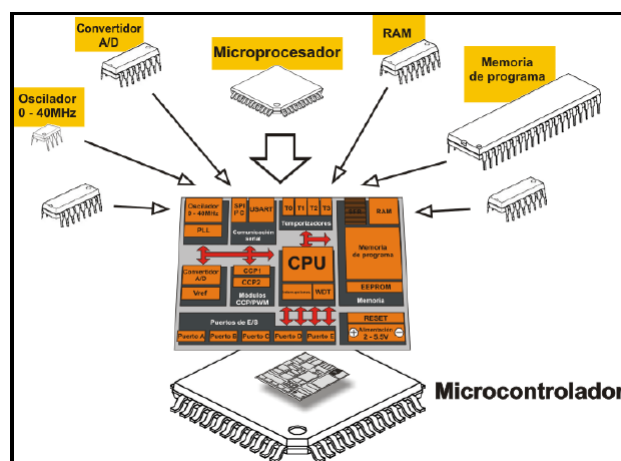 Convertidor
A/D
Microprocesador
RAM
Memoria
de programa
Oscilador
0 - 40MHz
Oscilador
0 - 40MHz
PLL
SPI
I²C
USART
Comunicación
serial
T0 T1 T2 T3
Temporizadores
RAM
Memoria
de programa
EEPROM
Memoria
Convertidor
A/D
Vref
CCP1
CCP2
Módulos
CCP/PWM
CPU
WDT
Puertos de E/S
Puerto A Puerto B Puerto C Puerto D Puerto E
RESET
Alimentación
2 - 5.5V
Microcontrolador